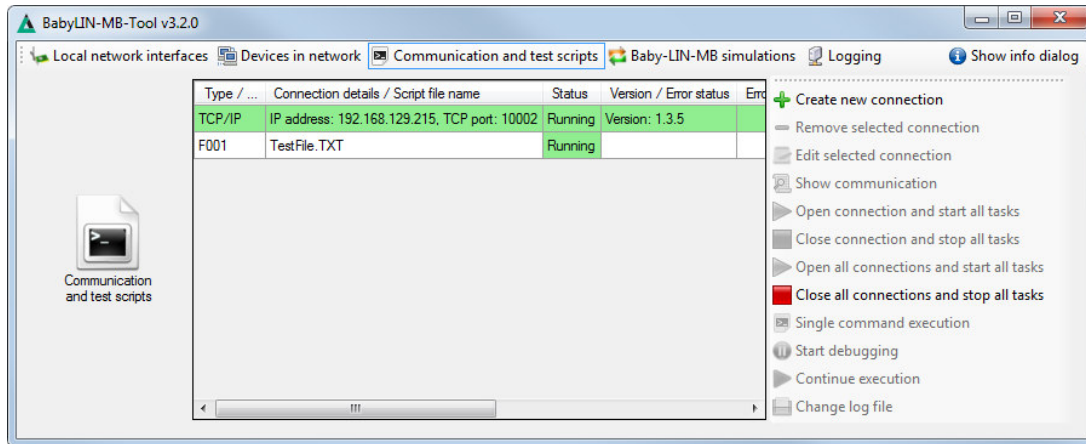 BabyLIN-MB-Tool v3.2.0
Local network interfaces Devices in network Communication and test scripts Baby-LIN-MB simulations Logging Show info dialog
Type / ... Connection details / Script file name Status Version / Error status Erro
TCP/IP IP address: 192.168.129.215, TCP port: 10002 Running Version: 1.3.5
F001 TestFile.TXT Running
Communication
and test scripts
Create new connection
Remove selected connection
Edit selected connection
Show communication
Open connection and start all tasks
Close connection and stop all tasks
Open all connections and start all tasks
Close all connections and stop all tasks
Single command execution
Start debugging
Continue execution
Change log file